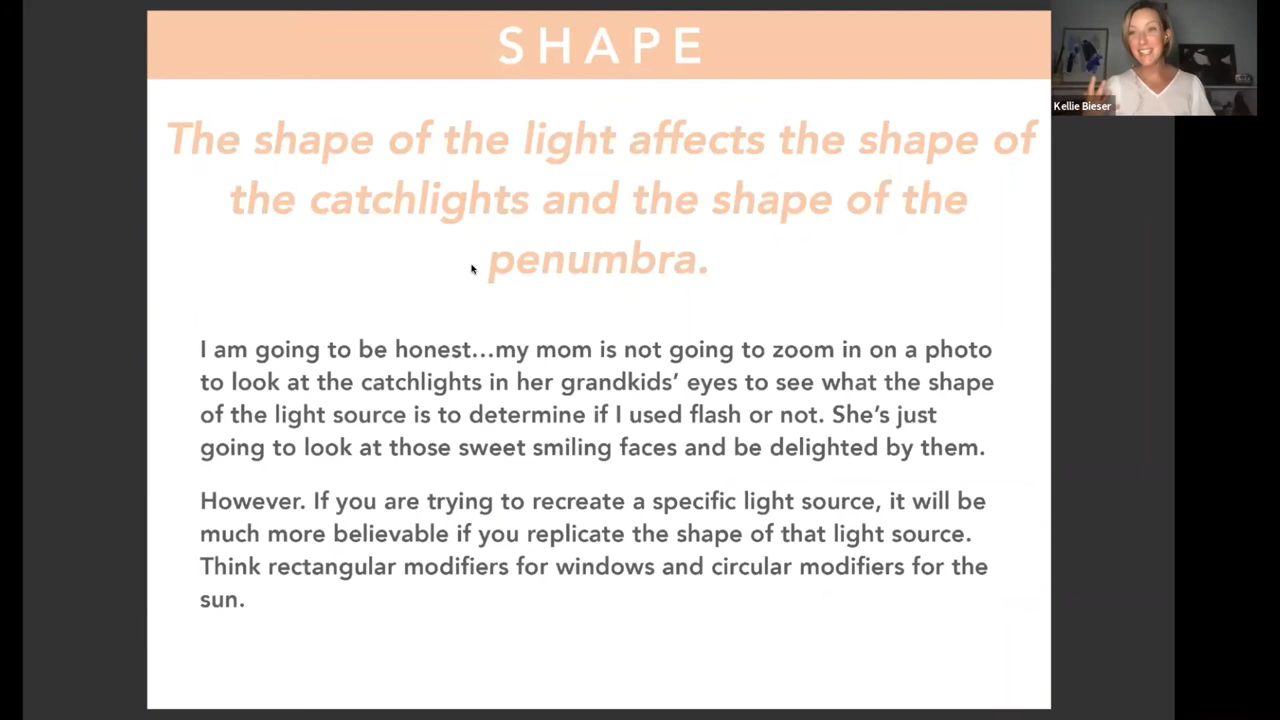 SHAPE
The shape of the light affects the shape of
the catchlights and the shape of the
penumbra.
I am going to be honest...my mom is not going to zoom in on a photo
to look at the catchlights in her grandkids’ eyes to see what the shape
of the light source is to determine if I used flash or not. She’s just
going to look at those sweet smiling faces and be delighted by them.
However. If you are trying to recreate a specific light source, it will be
much more believable if you replicate the shape of that light source.
Think rectangular modifiers for windows and circular modifiers for the
sun.
Kellie Bieser